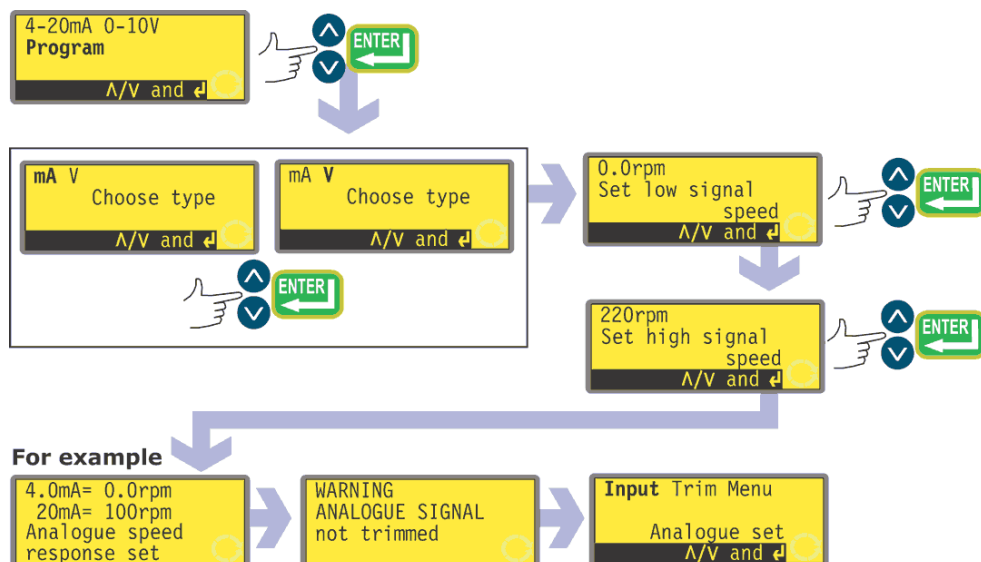 4-20mA 0-10V
Program
∧/∨ and ↵
ENTER
mA V
Choose type
∧/∨ and ↵
mA V
Choose type
∧/∨ and ↵
ENTER
0.0rpm
Set low signal
speed
∧/∨ and ↵
ENTER
220rpm
Set high signal
speed
∧/∨ and ↵
ENTER
For example
4.0mA= 0.0rpm
20mA= 100rpm
Analogue speed
response set
WARNING
ANALOGUE SIGNAL
not trimmed
Input Trim Menu
Analogue set
∧/∨ and ↵